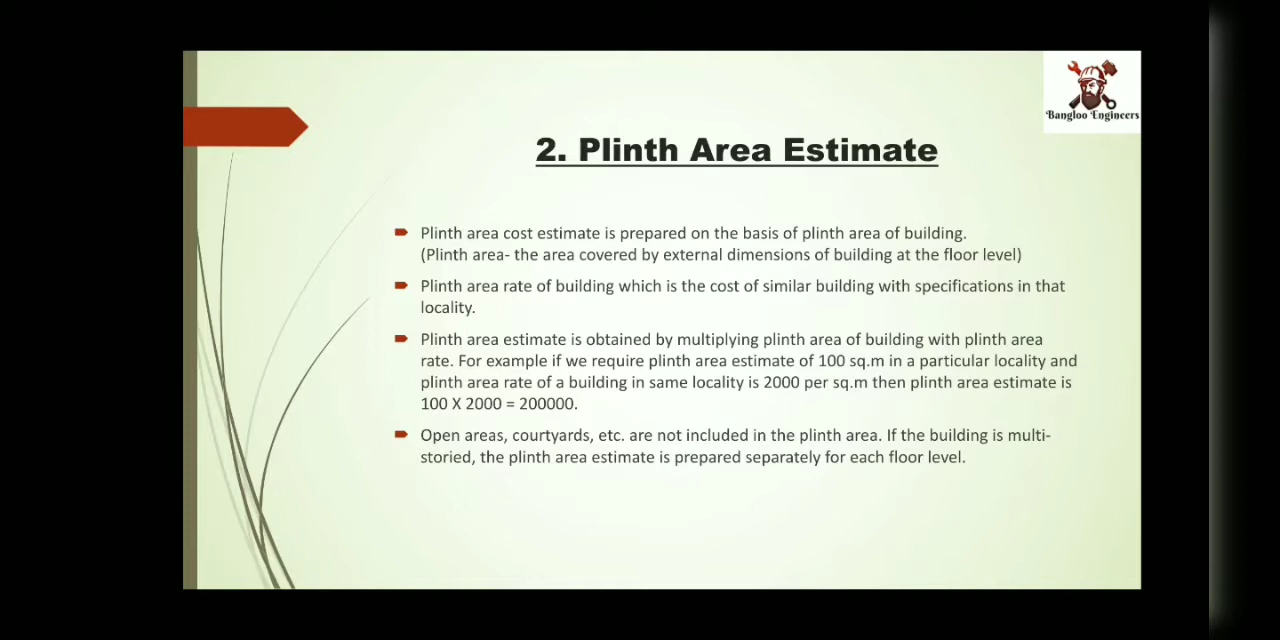 Bangloo Engineers
2. Plinth Area Estimate
Plinth area cost estimate is prepared on the basis of plinth area of building.
(Plinth area- the area covered by external dimensions of building at the floor level)
Plinth area rate of building which is the cost of similar building with specifications in that
locality.
Plinth area estimate is obtained by multiplying plinth area of building with plinth area
rate. For example if we require plinth area estimate of 100 sq.m in a particular locality and
plinth area rate of a building in same locality is 2000 per sq.m then plinth area estimate is
100 X 2000 = 200000.
Open areas, courtyards, etc. are not included in the plinth area. If the building is multi-
storied, the plinth area estimate is prepared separately for each floor level.